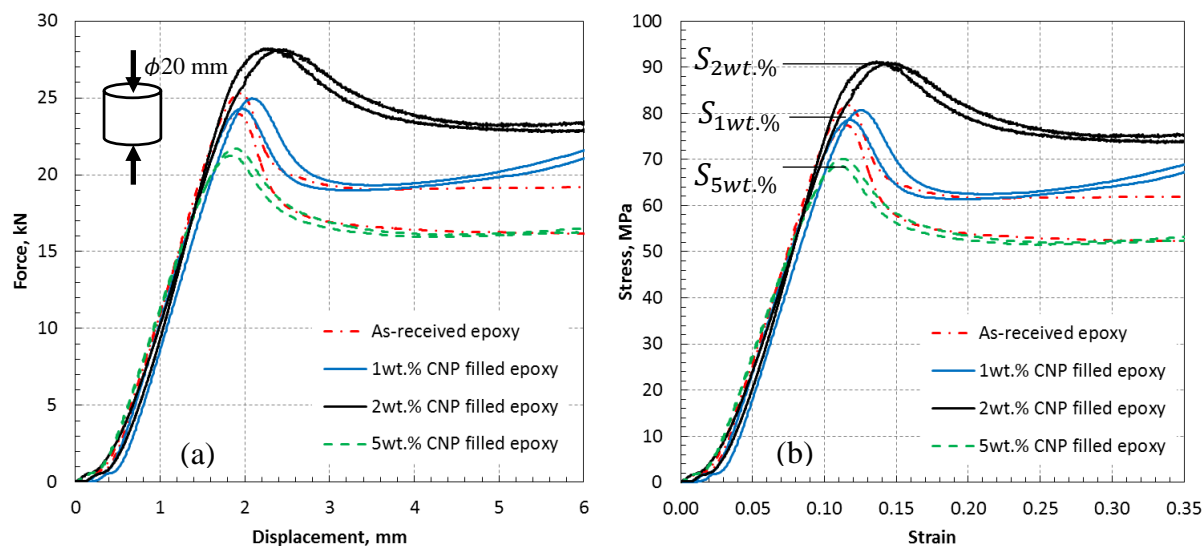 30
25
20
15
10
5
0
Force, kN
ϕ20 mm
As-received epoxy
1wt.% CNP filled epoxy
2wt.% CNP filled epoxy
5wt.% CNP filled epoxy
(a)
0 1 2 3 4 5 6
Displacement, mm
100
90
80
70
60
50
40
30
20
10
0
Stress, MPa
S2wt.%
S1wt.%
S5wt.%
As-received epoxy
1wt.% CNP filled epoxy
2wt.% CNP filled epoxy
5wt.% CNP filled epoxy
(b)
0.00 0.05 0.10 0.15 0.20 0.25 0.30 0.35
Strain